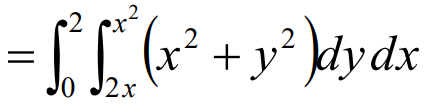 = ∫₀² ∫₂ₓ^{x²} (x² + y²) dy dx